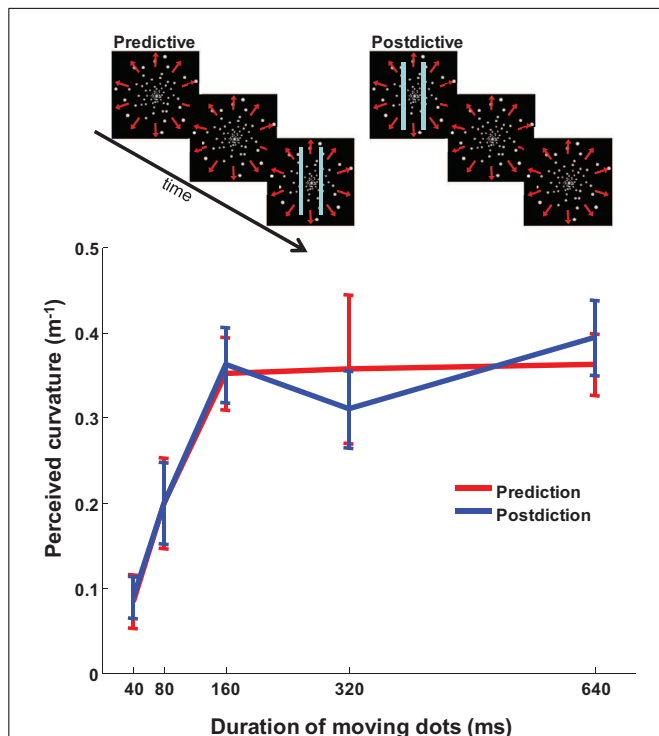 Predictive
Postdictive
time
0.5
0.4
0.3
0.2
0.1
0
Perceived curvature (m-1)
Prediction
Postdiction
40 80 160 320 640
Duration of moving dots (ms)